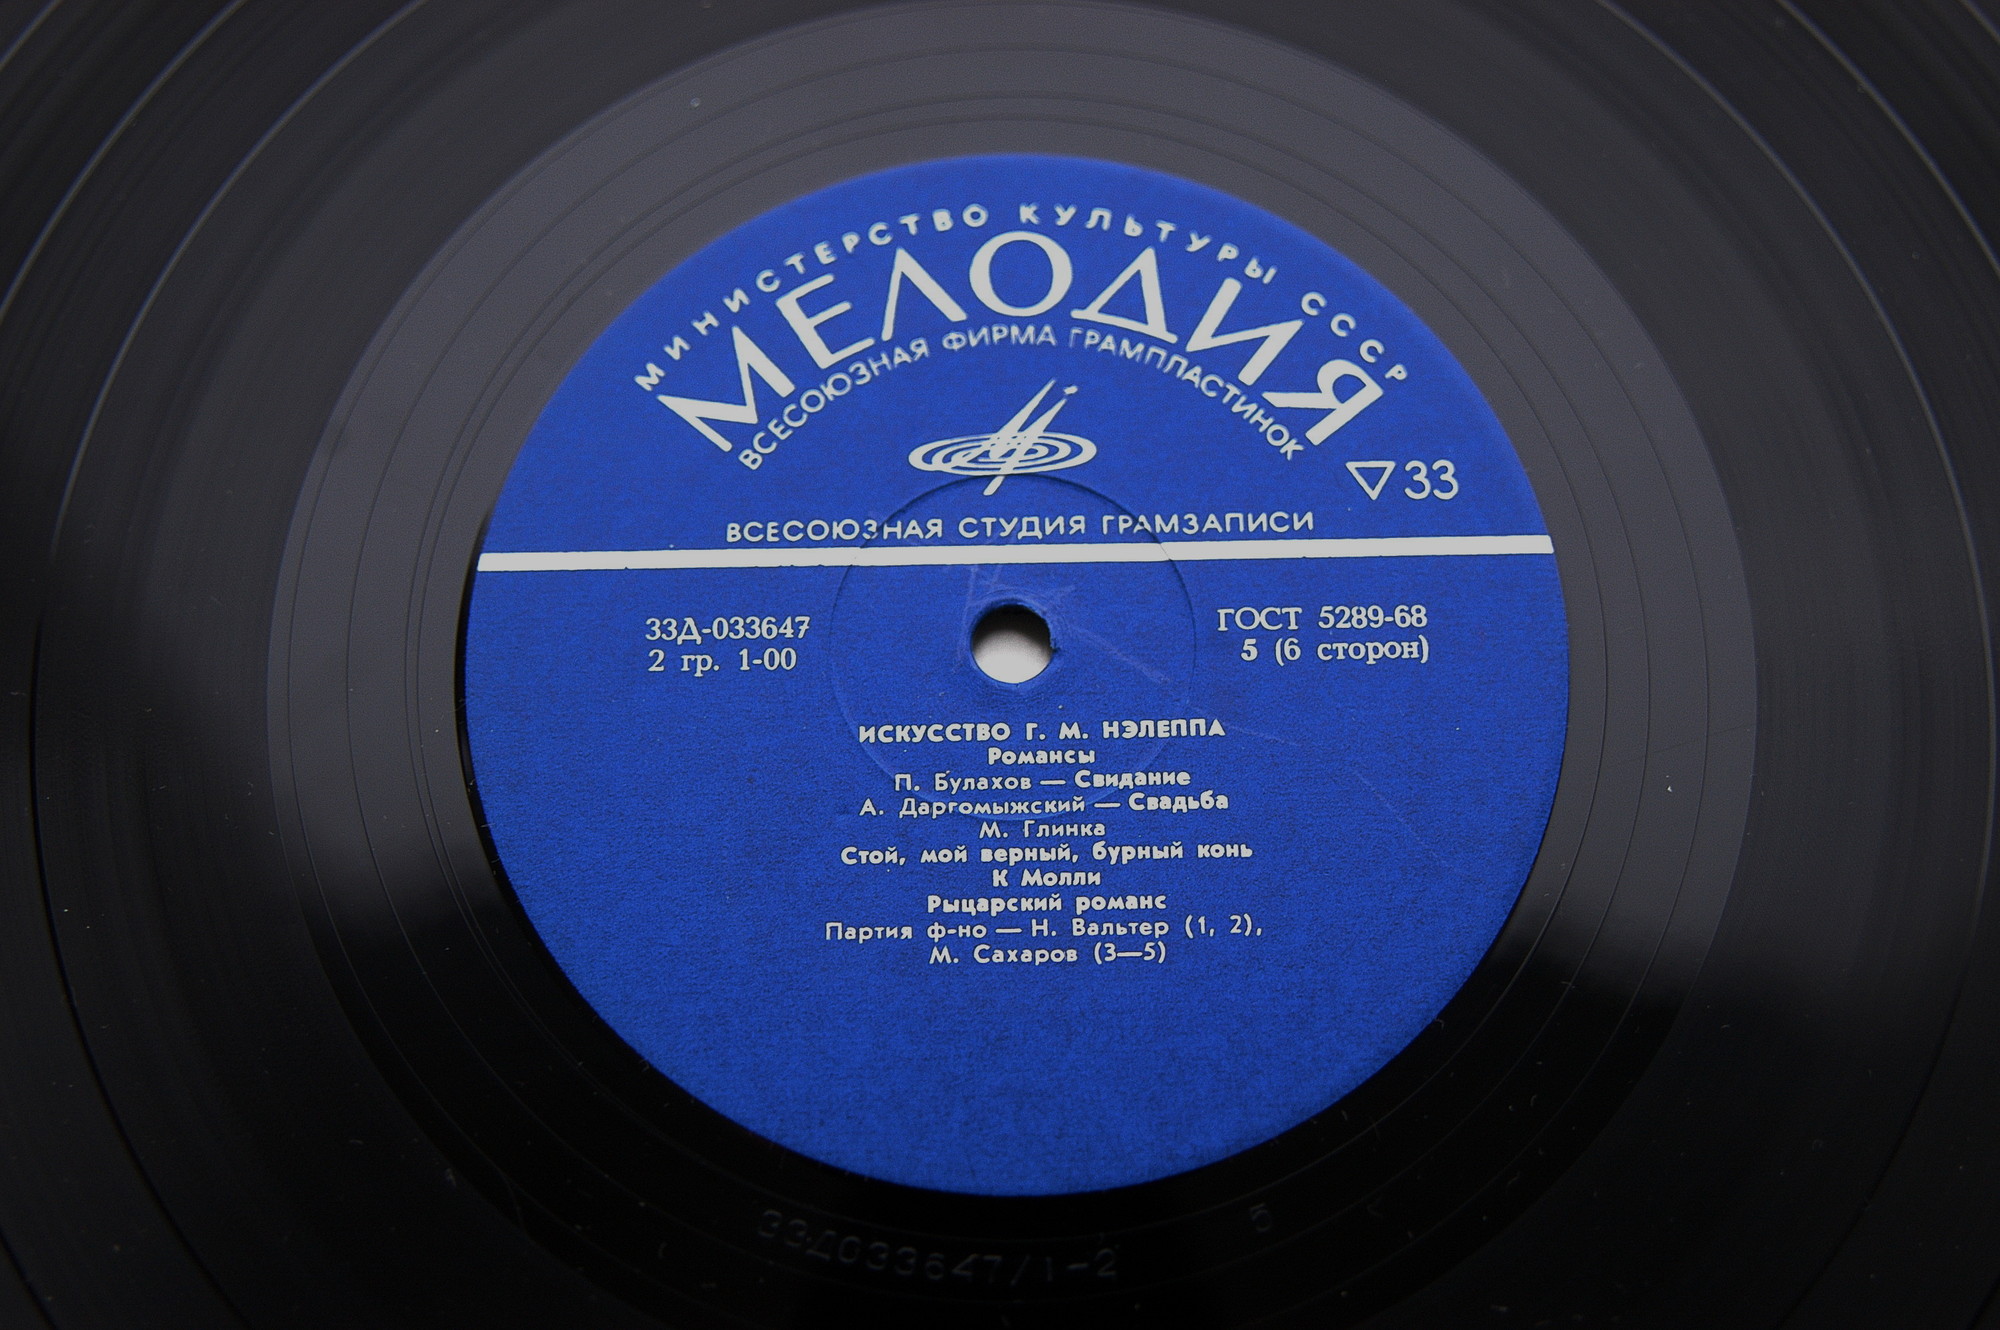 МИНИСТЕРСТВО КУЛЬТУРЫ СССР
МЕЛОДИЯ
ВСЕСОЮЗНАЯ ФИРМА ГРАМПЛАСТИНОК
▽33
ВСЕСОЮЗНАЯ СТУДИЯ ГРАМЗАПИСИ
33Д-033647
2 гр. 1-00
ГОСТ 5289-68
5 (6 сторон)
ИСКУССТВО Г. М. НЭЛЕППА
Романсы
П. Булахов — Свидание
А. Даргомыжский — Свадьба
М. Глинка
Стой, мой верный, бурный конь
К Молли
Рыцарский романс
Партия ф-но — Н. Вальтер (1, 2),
М. Сахаров (3—5)
33Д033647/1-2 5